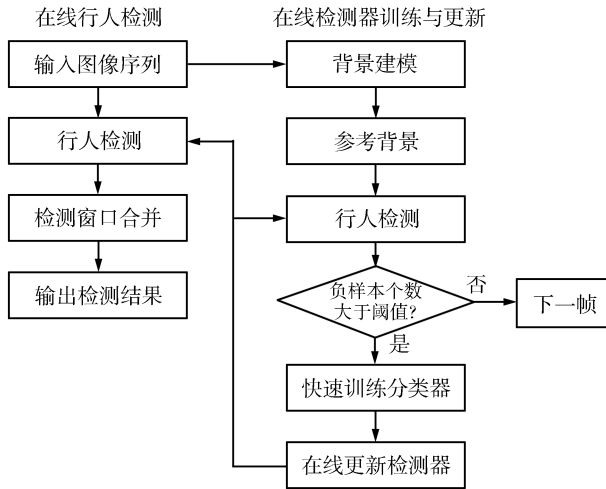 在线行人检测
在线检测器训练与更新
输入图像序列
背景建模
行人检测
参考背景
检测窗口合并
行人检测
输出检测结果
负样本个数
大于阈值?
否
下一帧
是
快速训练分类器
在线更新检测器